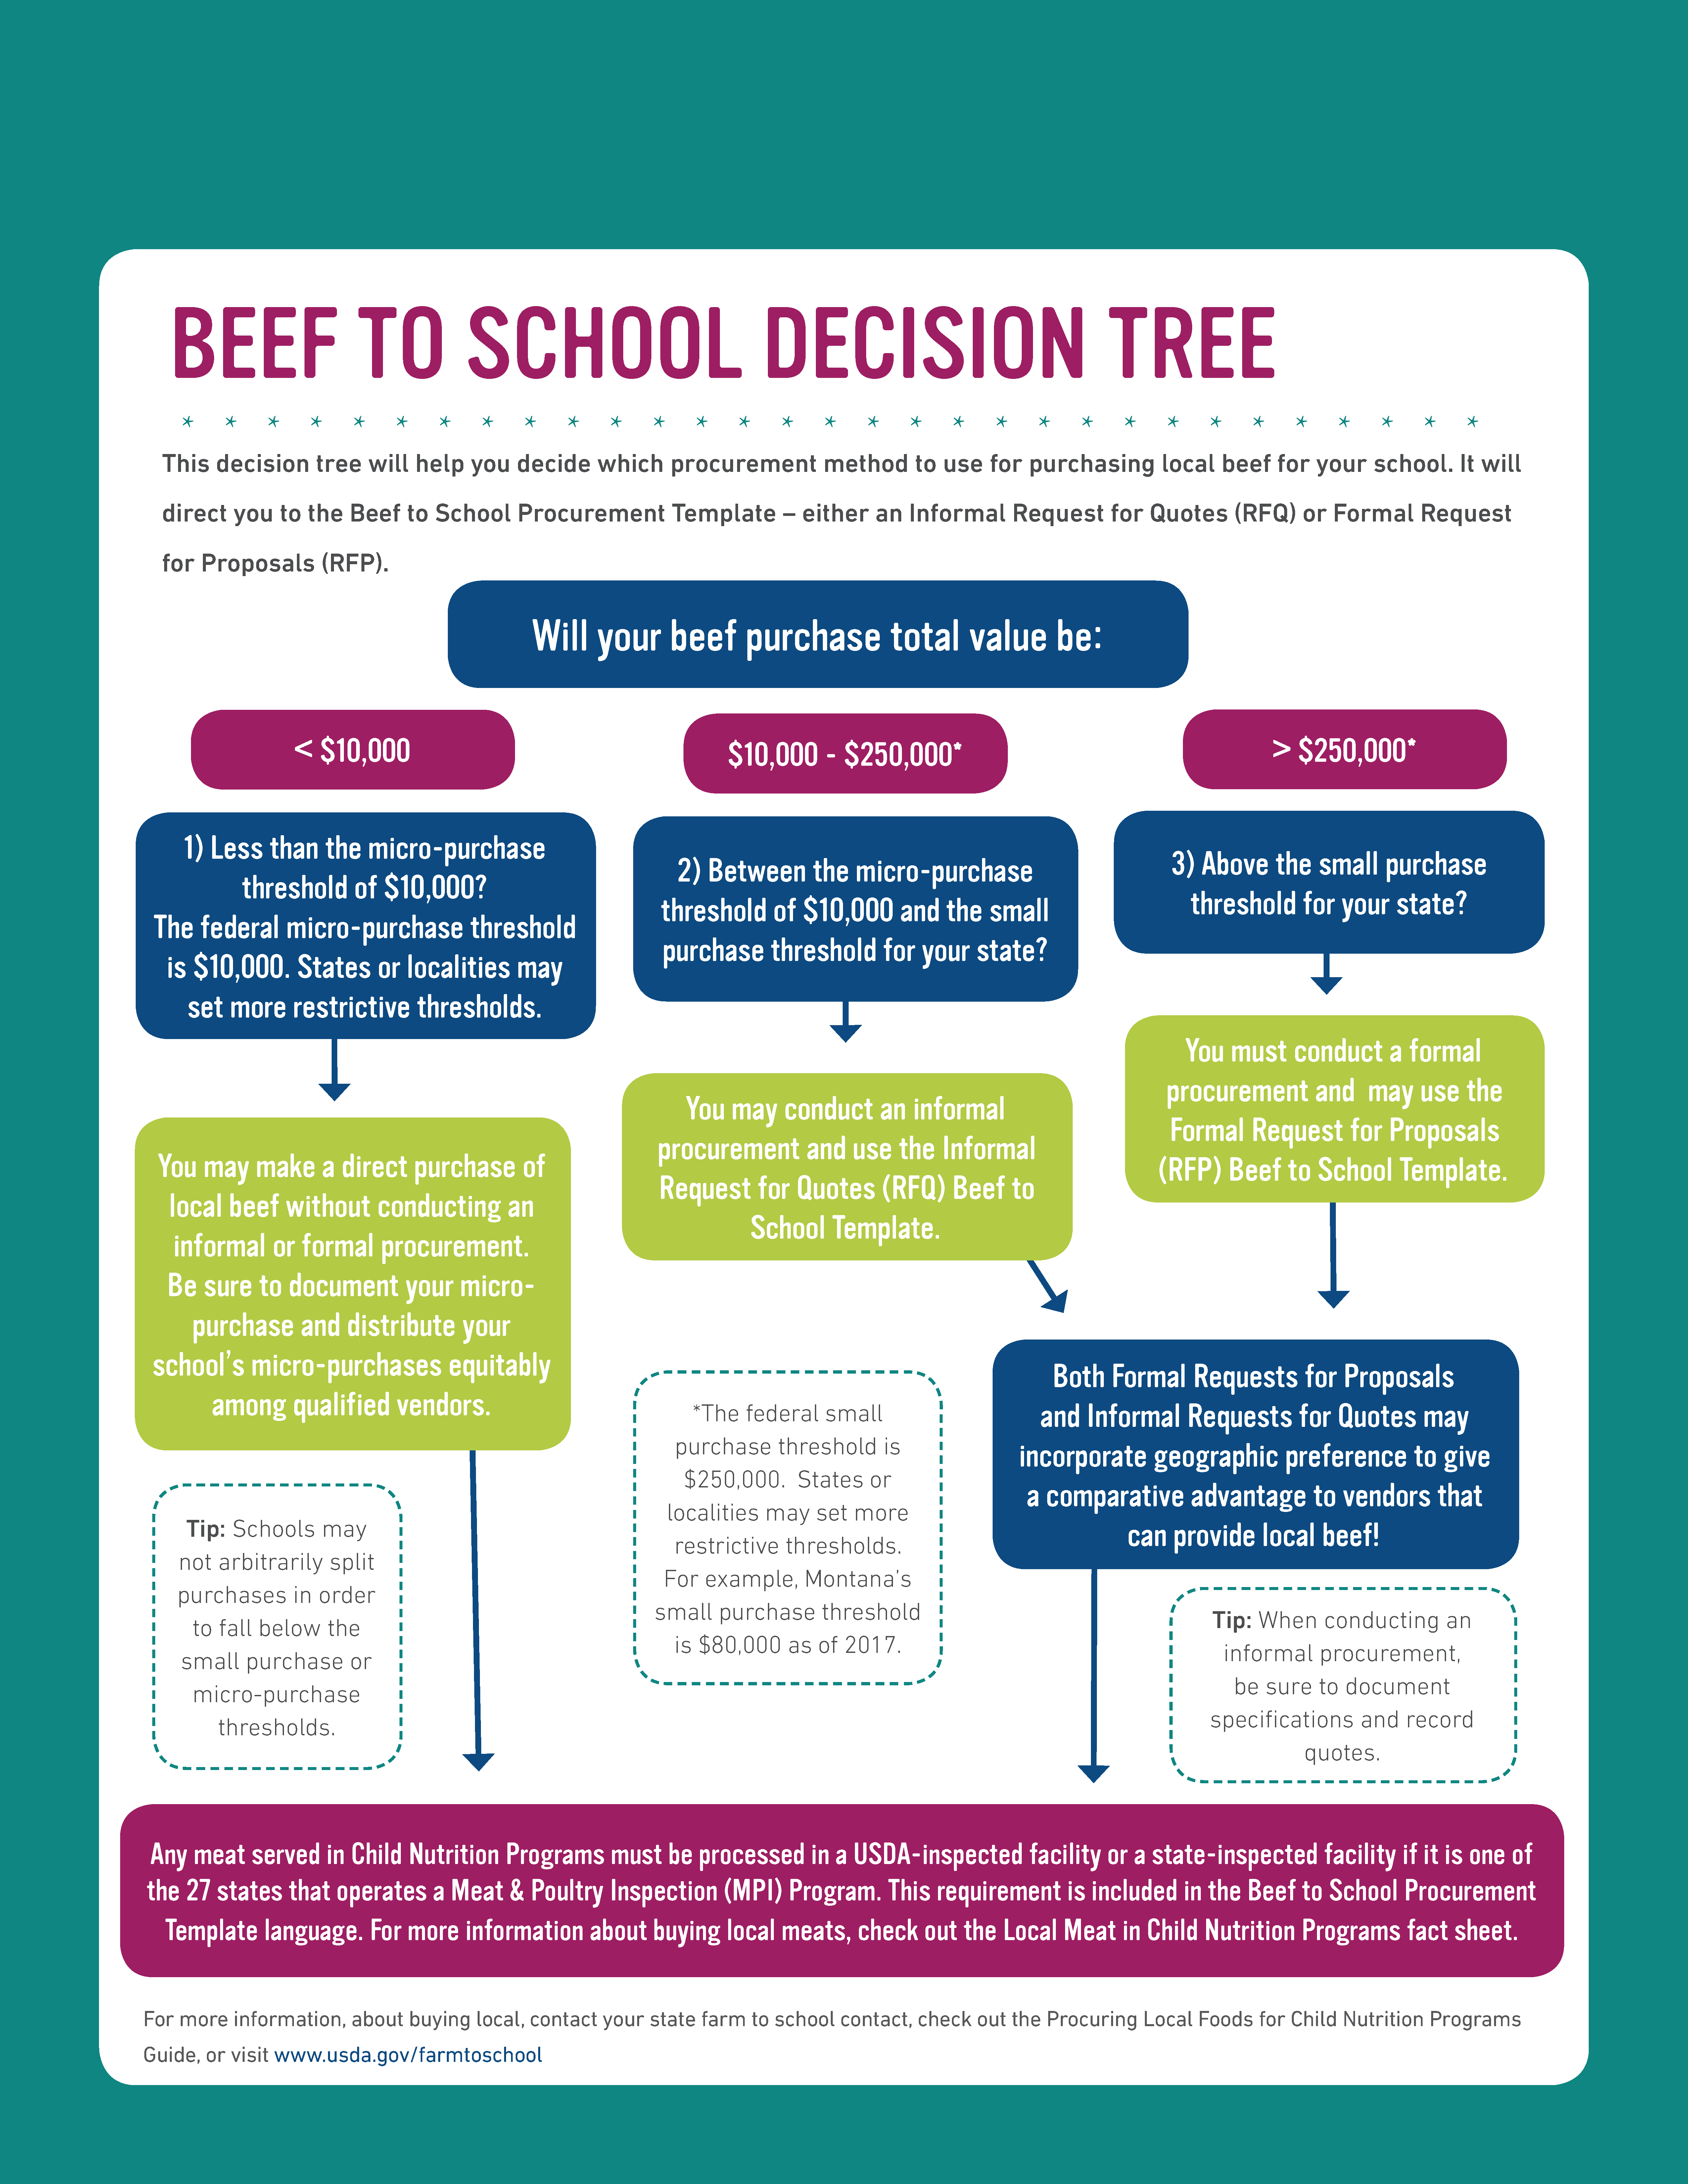 BEEF TO SCHOOL DECISION TREE
* * * * * * * * * * * * * * * * * * * * * * * * * * * * * * *
This decision tree will help you decide which procurement method to use for purchasing local beef for your school. It will
direct you to the Beef to School Procurement Template – either an Informal Request for Quotes (RFQ) or Formal Request
for Proposals (RFP).
Will your beef purchase total value be:
< $10,000
1) Less than the micro-purchase
threshold of $10,000?
The federal micro-purchase threshold
is $10,000. States or localities may
set more restrictive thresholds.
You may make a direct purchase of
local beef without conducting an
informal or formal procurement.
Be sure to document your micro-
purchase and distribute your
school's micro-purchases equitably
among qualified vendors.
Tip: Schools may
not arbitrarily split
purchases in order
to fall below the
small purchase or
micro-purchase
thresholds.
$10,000 - $250,000*
2) Between the micro-purchase
threshold of $10,000 and the small
purchase threshold for your state?
You may conduct an informal
procurement and use the Informal
Request for Quotes (RFQ) Beef to
School Template.
*The federal small
purchase threshold is
$250,000. States or
localities may set more
restrictive thresholds.
For example, Montana's
small purchase threshold
is $80,000 as of 2017.
> $250,000*
3) Above the small purchase
threshold for your state?
You must conduct a formal
procurement and may use the
Formal Request for Proposals
(RFP) Beef to School Template.
Both Formal Requests for Proposals
and Informal Requests for Quotes may
incorporate geographic preference to give
a comparative advantage to vendors that
can provide local beef!
Tip: When conducting an
informal procurement,
be sure to document
specifications and record
quotes.
Any meat served in Child Nutrition Programs must be processed in a USDA-inspected facility or a state-inspected facility if it is one of
the 27 states that operates a Meat & Poultry Inspection (MPI) Program. This requirement is included in the Beef to School Procurement
Template language. For more information about buying local meats, check out the Local Meat in Child Nutrition Programs fact sheet.
For more information, about buying local, contact your state farm to school contact, check out the Procuring Local Foods for Child Nutrition Programs
Guide, or visit www.usda.gov/farmtoschool